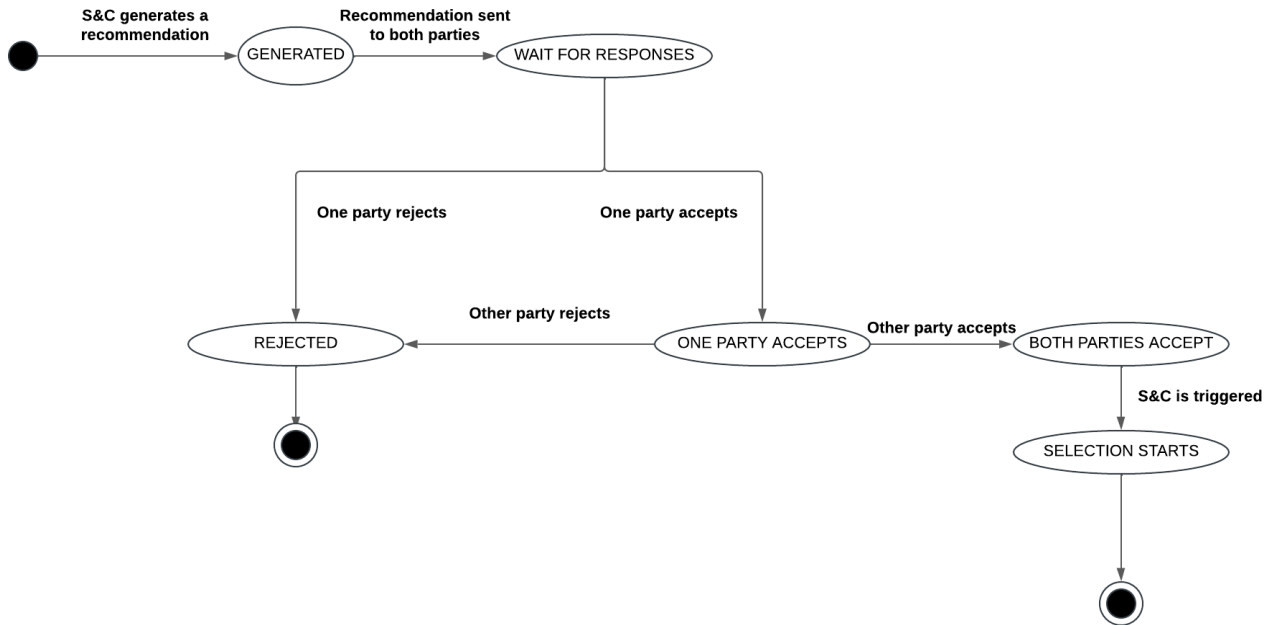 S&C generates a
recommendation
Recommendation sent
to both parties
GENERATED
WAIT FOR RESPONSES
One party rejects
One party accepts
Other party rejects
Other party accepts
REJECTED
ONE PARTY ACCEPTS
BOTH PARTIES ACCEPT
S&C is triggered
SELECTION STARTS